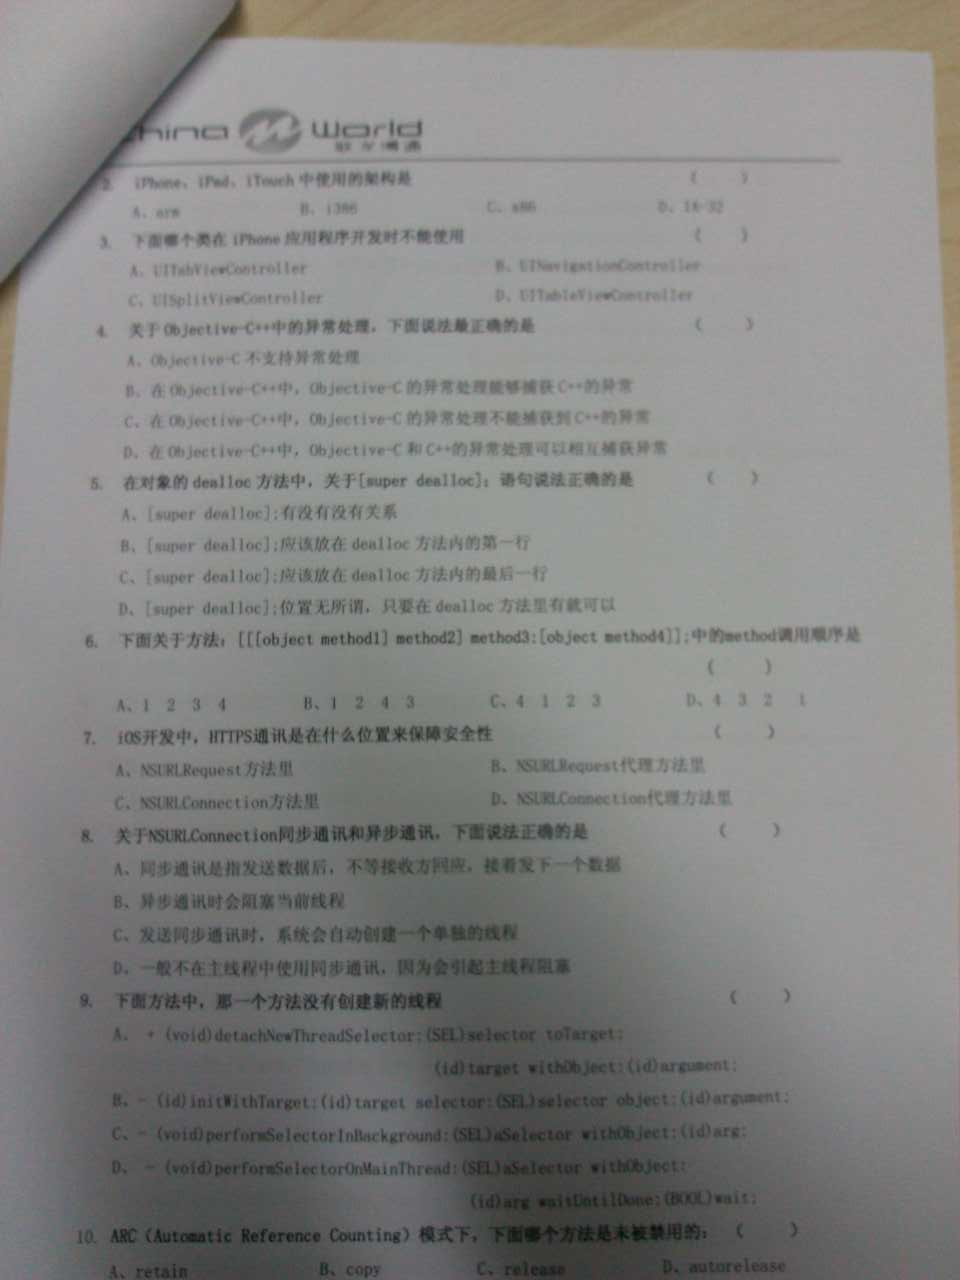 China World
2. iPhone、iPad、iTouch 中使用的架构是 （ ）
A、arm B、i386 C、x86 D、IA-32
3. 下面哪个类在 iPhone 应用程序开发时不能使用 （ ）
A、UITabViewController B、UINavigationController
C、UISplitViewController D、UITableViewController
4. 关于 Objective-C++中的异常处理，下面说法最正确的是 （ ）
A、Objective-C 不支持异常处理
B、在 Objective-C++中，Objective-C 的异常处理能够捕获 C++的异常
C、在 Objective-C++中，Objective-C 的异常处理不能捕获到 C++的异常
D、在 Objective-C++中，Objective-C 和 C++的异常处理可以相互捕获异常
5. 在对象的 dealloc 方法中，关于[super dealloc]; 语句说法正确的是 （ ）
A、[super dealloc];有没有没有关系
B、[super dealloc];应该放在 dealloc 方法内的第一行
C、[super dealloc];应该放在 dealloc 方法内的最后一行
D、[super dealloc];位置无所谓，只要在 dealloc 方法里有就可以
6. 下面关于方法：[[[object method1] method2] method3:[object method4]];中的method调用顺序是
（ ）
A、1 2 3 4 B、1 2 4 3 C、4 1 2 3 D、4 3 2 1
7. iOS开发中，HTTPS通讯是在什么位置来保障安全性 （ ）
A、NSURLRequest方法里 B、NSURLRequest代理方法里
C、NSURLConnection方法里 D、NSURLConnection代理方法里
8. 关于NSURLConnection同步通讯和异步通讯，下面说法正确的是 （ ）
A、同步通讯是指发送数据后，不等接收方回应，接着发下一个数据
B、异步通讯时会阻塞当前线程
C、发送同步通讯时，系统会自动创建一个单独的线程
D、一般不在主线程中使用同步通讯，因为会引起主线程阻塞
9. 下面方法中，那一个方法没有创建新的线程 （ ）
A、 + (void)detachNewThreadSelector:(SEL)selector toTarget:
(id)target withObject:(id)argument;
B、- (id)initWithTarget:(id)target selector:(SEL)selector object:(id)argument;
C、- (void)performSelectorInBackground:(SEL)aSelector withObject:(id)arg;
D、 - (void)performSelectorOnMainThread:(SEL)aSelector withObject:
(id)arg waitUntilDone:(BOOL)wait;
10. ARC（Automatic Reference Counting）模式下，下面哪个方法是未被禁用的： （ ）
A、retain B、copy C、release D、autorelease